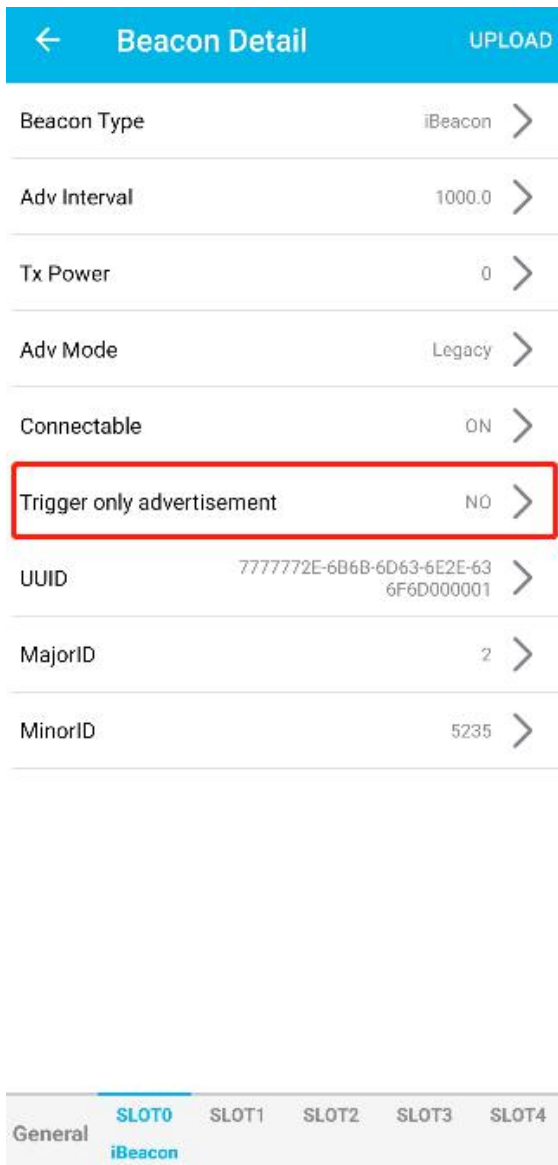 Beacon Detail UPLOAD
Beacon Type iBeacon
Adv Interval 1000.0
Tx Power 0
Adv Mode Legacy
Connectable ON
Trigger only advertisement NO
UUID 7777772E-6B6B-6D63-6E2E-63
6F6D000001
MajorID 2
MinorID 5235
General SLOT0 SLOT1 SLOT2 SLOT3 SLOT4
iBeacon